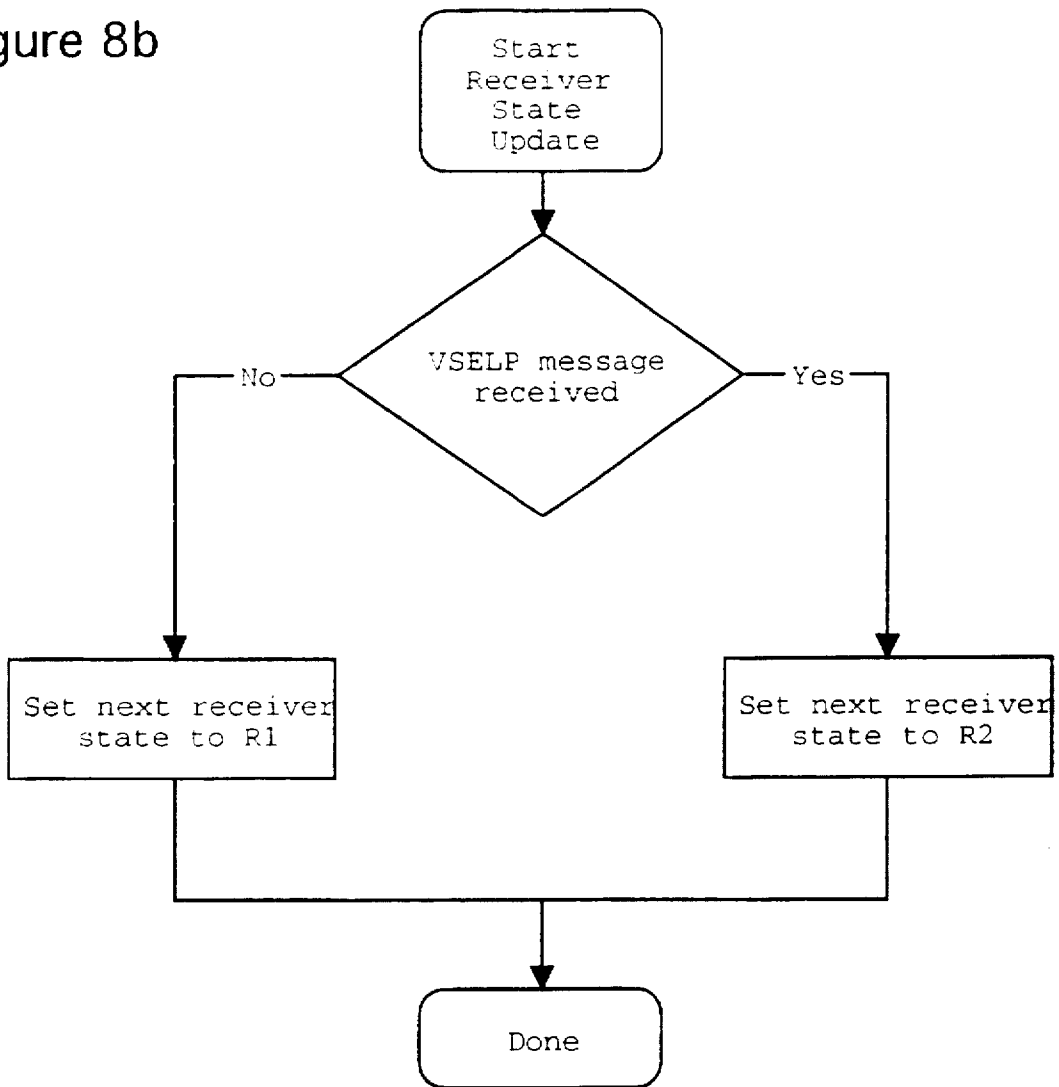 gure 8b
Start
Receiver
State
Update
VSELP message
received
No
Yes
Set next receiver
state to R1
Set next receiver
state to R2
Done